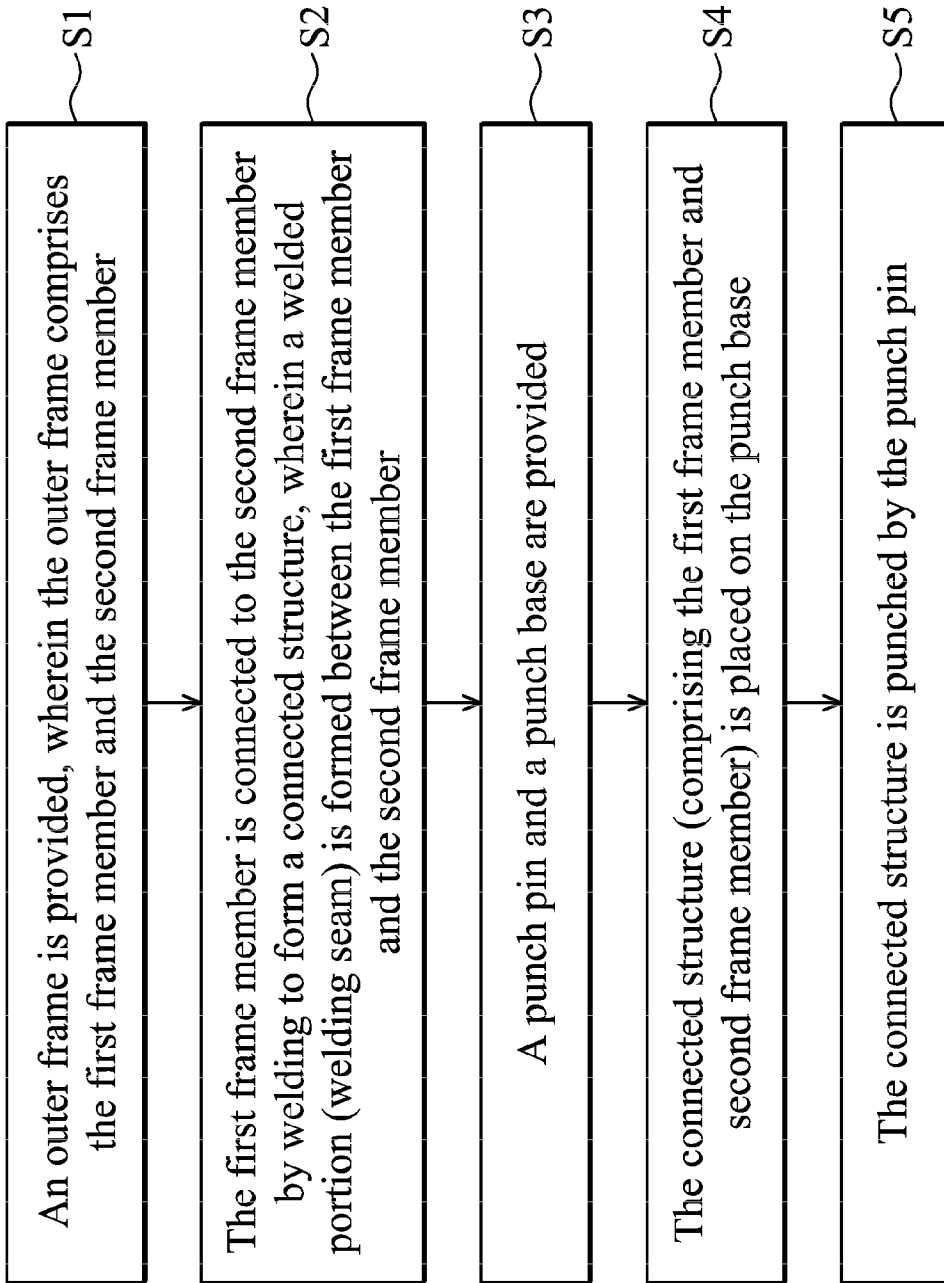 An outer frame is provided, wherein the outer frame comprises
the first frame member and the second frame member
S1
The first frame member is connected to the second frame member
by welding to form a connected structure, wherein a welded
portion (welding seam) is formed between the first frame member
and the second frame member
S2
A punch pin and a punch base are provided
S3
The connected structure (comprising the first frame member and
second frame member) is placed on the punch base
S4
The connected structure is punched by the punch pin
S5